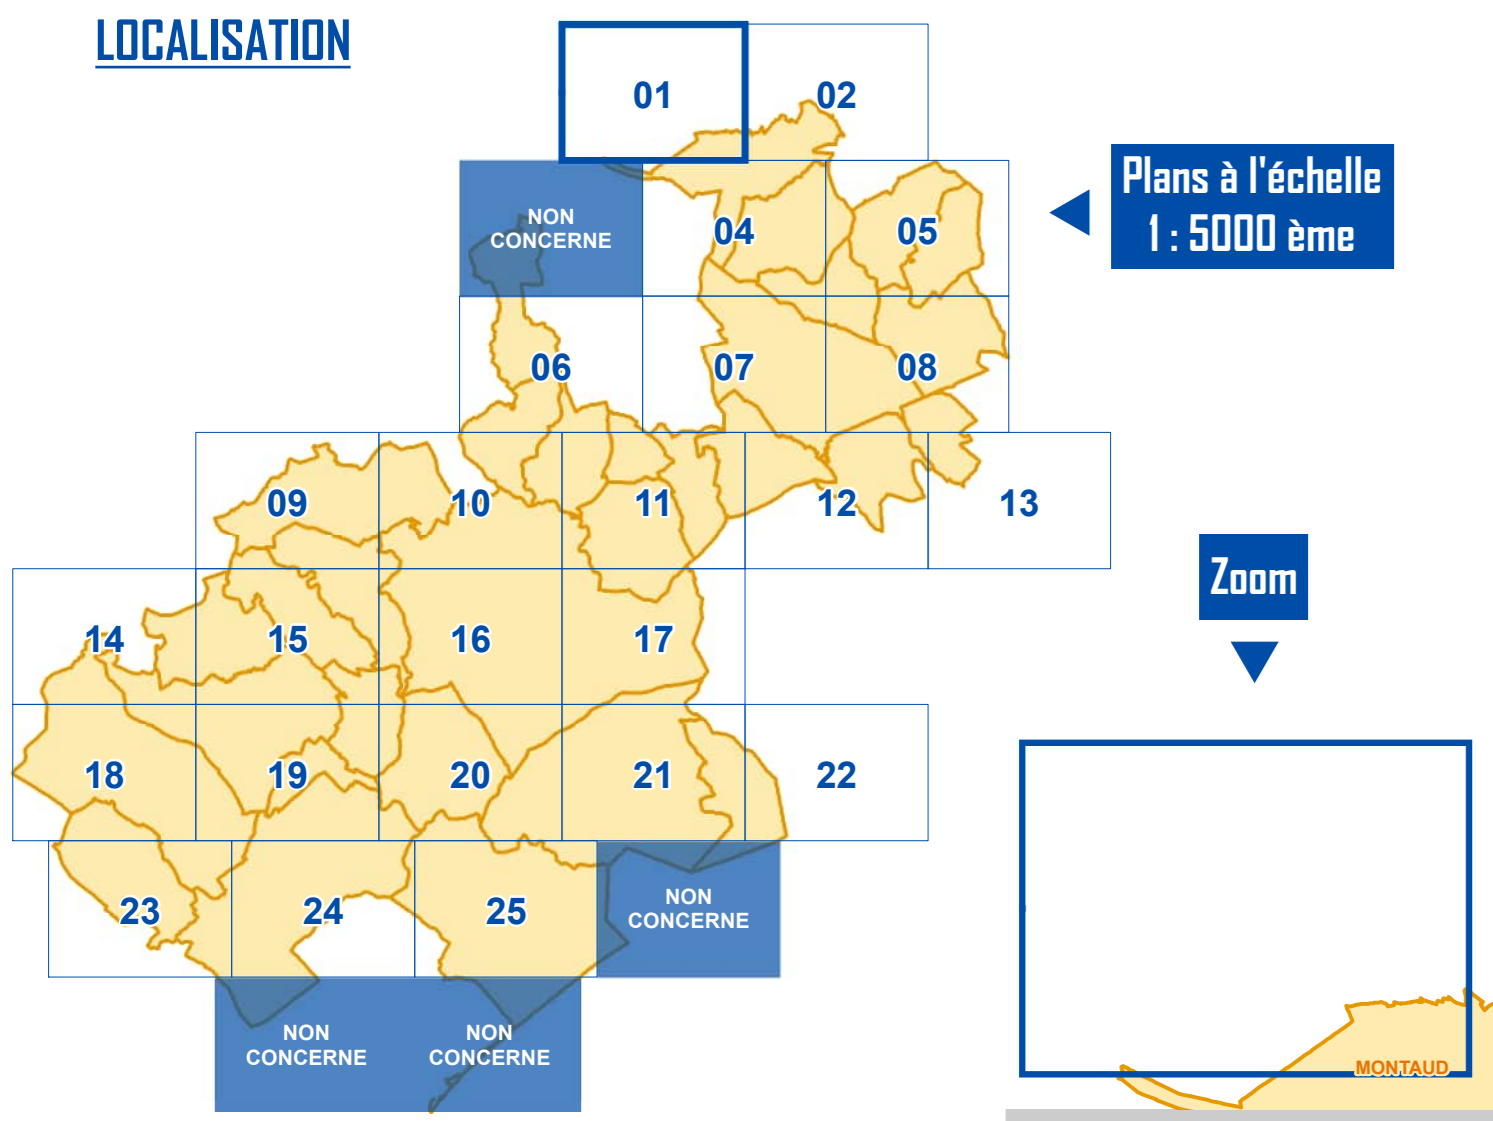 LOCALISATION
01
02
Plans à l'échelle
1 : 5000 ème
NON
CONCERNE
04
05
06
07
08
09
10
11
12
13
Zoom
14
15
16
17
18
19
20
21
22
23
24
25
NON
CONCERNE
NON
CONCERNE
NON
CONCERNE
MONTAUD